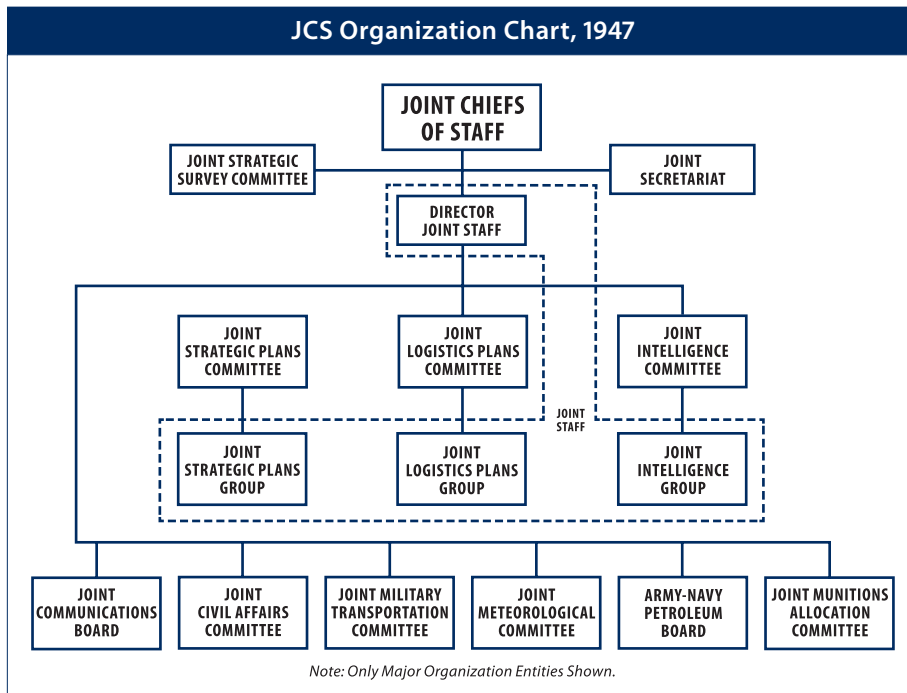 JCS Organization Chart, 1947
JOINT CHIEFS
OF STAFF
JOINT STRATEGIC
SURVEY COMMITTEE
JOINT
SECRETARIAT
DIRECTOR
JOINT STAFF
JOINT
STRATEGIC PLANS
COMMITTEE
JOINT
LOGISTICS PLANS
COMMITTEE
JOINT
INTELLIGENCE
COMMITTEE
JOINT
STAFF
JOINT
STRATEGIC PLANS
GROUP
JOINT
LOGISTICS PLANS
GROUP
JOINT
INTELLIGENCE
GROUP
JOINT
COMMUNICATIONS
BOARD
JOINT
CIVIL AFFAIRS
COMMITTEE
JOINT MILITARY
TRANSPORTATION
COMMITTEE
JOINT
METEOROLOGICAL
COMMITTEE
ARMY-NAVY
PETROLEUM
BOARD
JOINT MUNITIONS
ALLOCATION
COMMITTEE
Note: Only Major Organization Entities Shown.